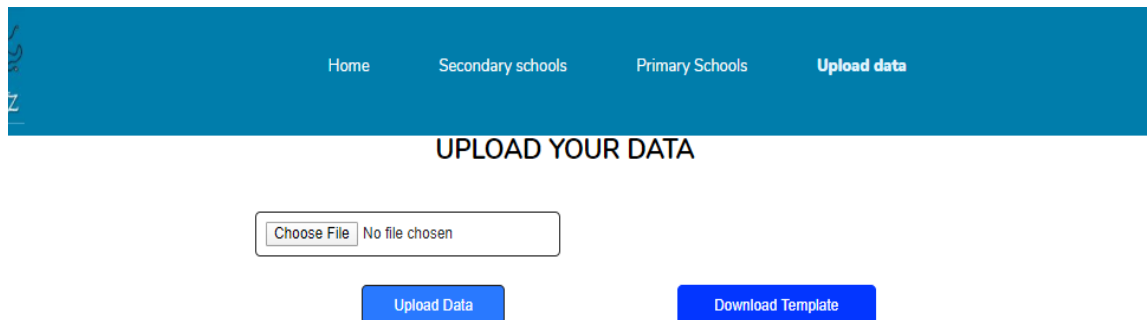 Home Secondary schools Primary Schools Upload data
UPLOAD YOUR DATA
Choose File No file chosen
Upload Data Download Template